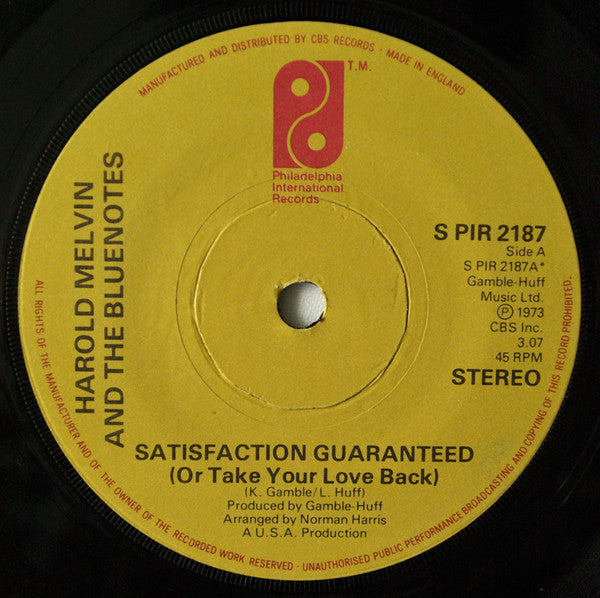 MANUFACTURED AND DISTRIBUTED BY CBS RECORDS · MADE IN ENGLAND
T.M.
Philadelphia
International
Records
HAROLD MELVIN
AND THE BLUENOTES
S PIR 2187
Side A
S PIR 2187A*
Gamble-Huff
Music Ltd.
℗ 1973
CBS Inc.
3.07
45 RPM
STEREO
SATISFACTION GUARANTEED
(Or Take Your Love Back)
(K. Gamble/L. Huff)
Produced by Gamble-Huff
Arranged by Norman Harris
A U.S.A. Production
ALL RIGHTS OF THE MANUFACTURER AND OF THE OWNER OF THE RECORDED WORK RESERVED - UNAUTHORISED PUBLIC PERFORMANCE BROADCASTING AND COPYING OF THIS RECORD PROHIBITED.